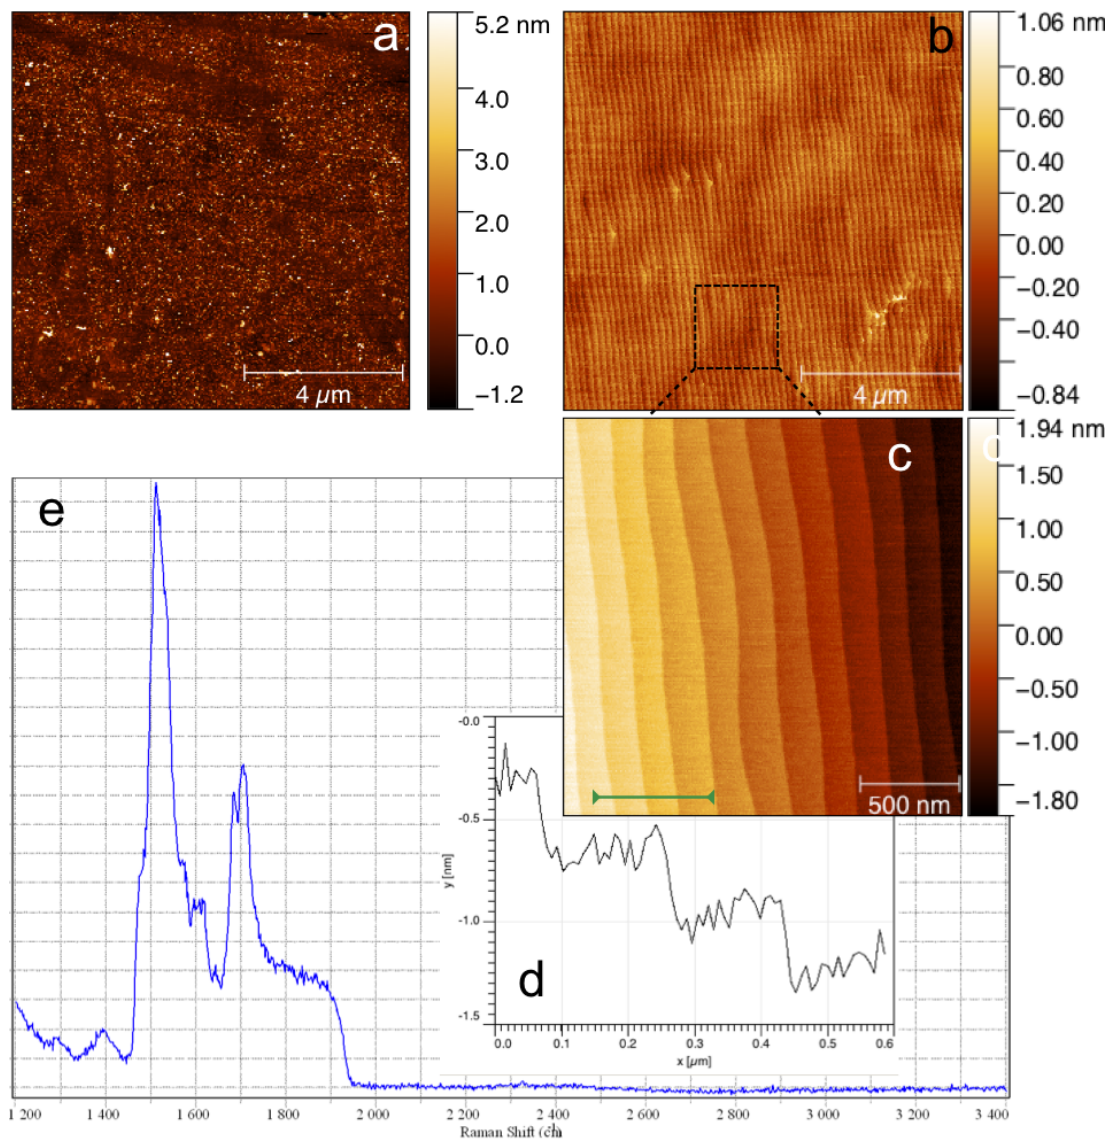 a
5.2 nm
4.0
3.0
2.0
1.0
0.0
−1.2
4 µm
b
1.06 nm
0.80
0.60
0.40
0.20
0.00
−0.20
−0.40
−0.84
4 µm
c
1.94 nm
1.50
1.00
0.50
0.00
−0.50
−1.00
−1.80
500 nm
d
-0.0
-0.5
-1.0
-1.5
y [nm]
0.0 0.1 0.2 0.3 0.4 0.5 0.6
x [µm]
e
1 200 1 400 1 600 1 800 2 000 2 200 2 400 2 600 2 800 3 000 3 200 3 400
Raman Shift (cm-1)